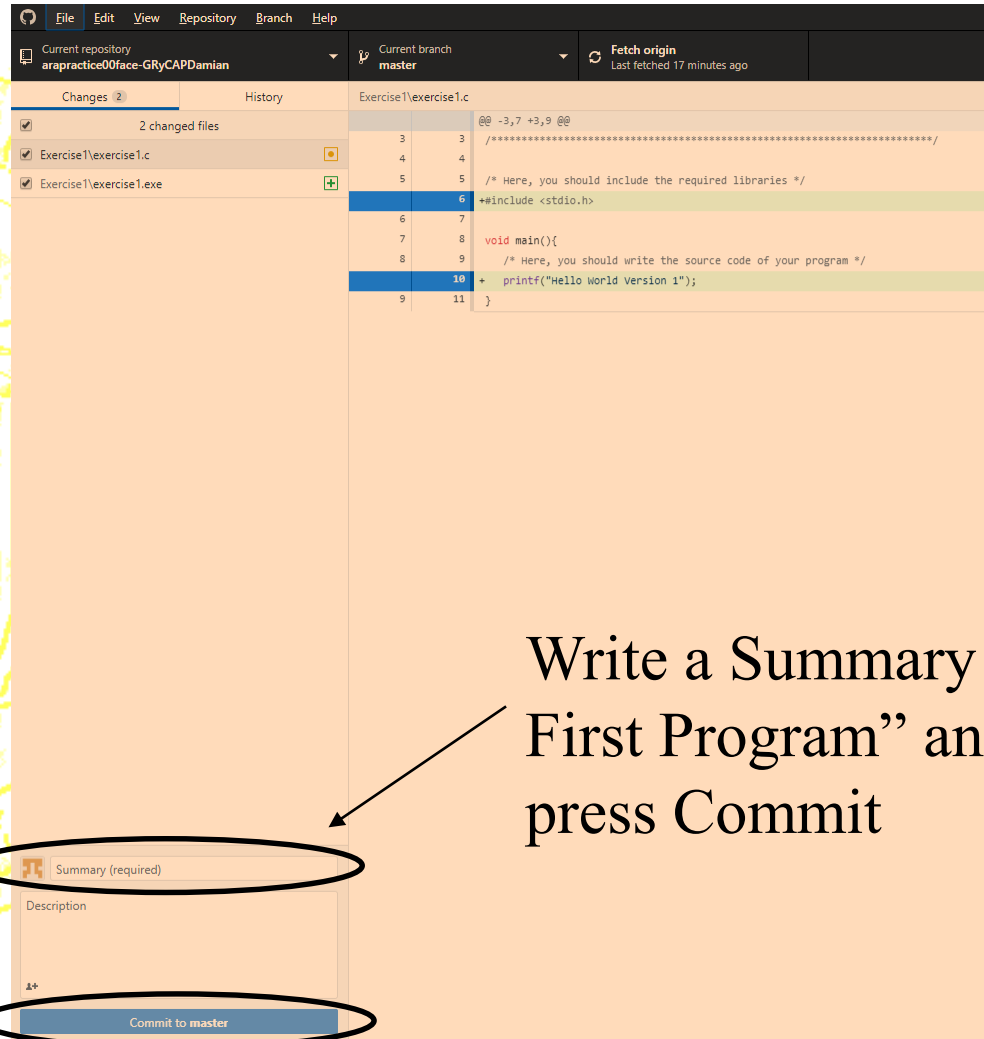 File Edit View Repository Branch Help
Current repository
arapractice00face-GRyCAPDamian
Current branch
master
Fetch origin
Last fetched 17 minutes ago
Changes 2 History
Exercise1\exercise1.c
2 changed files
Exercise1\exercise1.c
Exercise1\exercise1.exe
@@ -3,7 +3,9 @@
3 3 /**************************************************************************/
4 4
5 5 /* Here, you should include the required libraries */
6 +#include <stdio.h>
6 7
7 8 void main(){
8 9 /* Here, you should write the source code of your program */
10 + printf("Hello World Version 1");
9 11 }
Write a Summary
First Program” an
press Commit
Summary (required)
Description
Commit to master